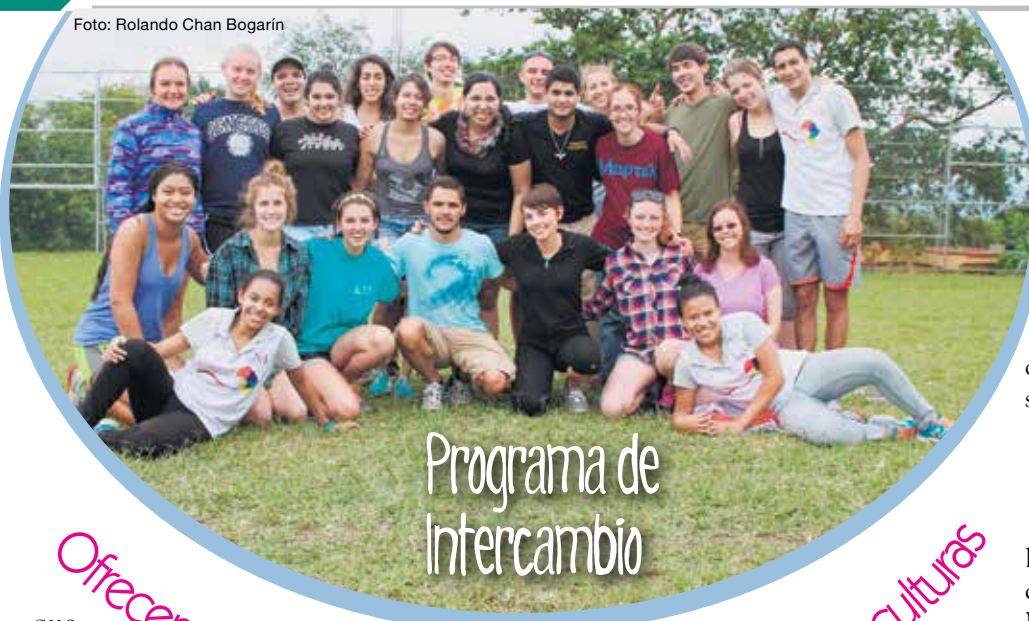 Foto: Rolando Chan Bogarín
Programa de
Intercambio
Ofrecen
culturas